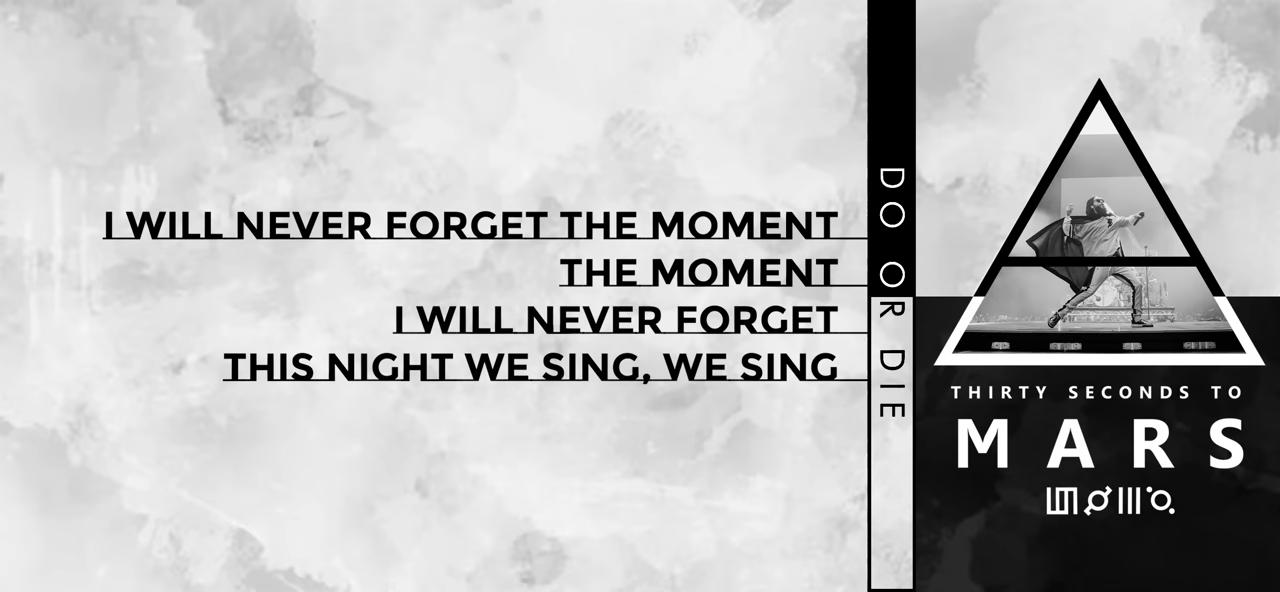 I WILL NEVER FORGET THE MOMENT
THE MOMENT
I WILL NEVER FORGET
THIS NIGHT WE SING, WE SING
DO OR DIE
THIRTY SECONDS TO
MARS